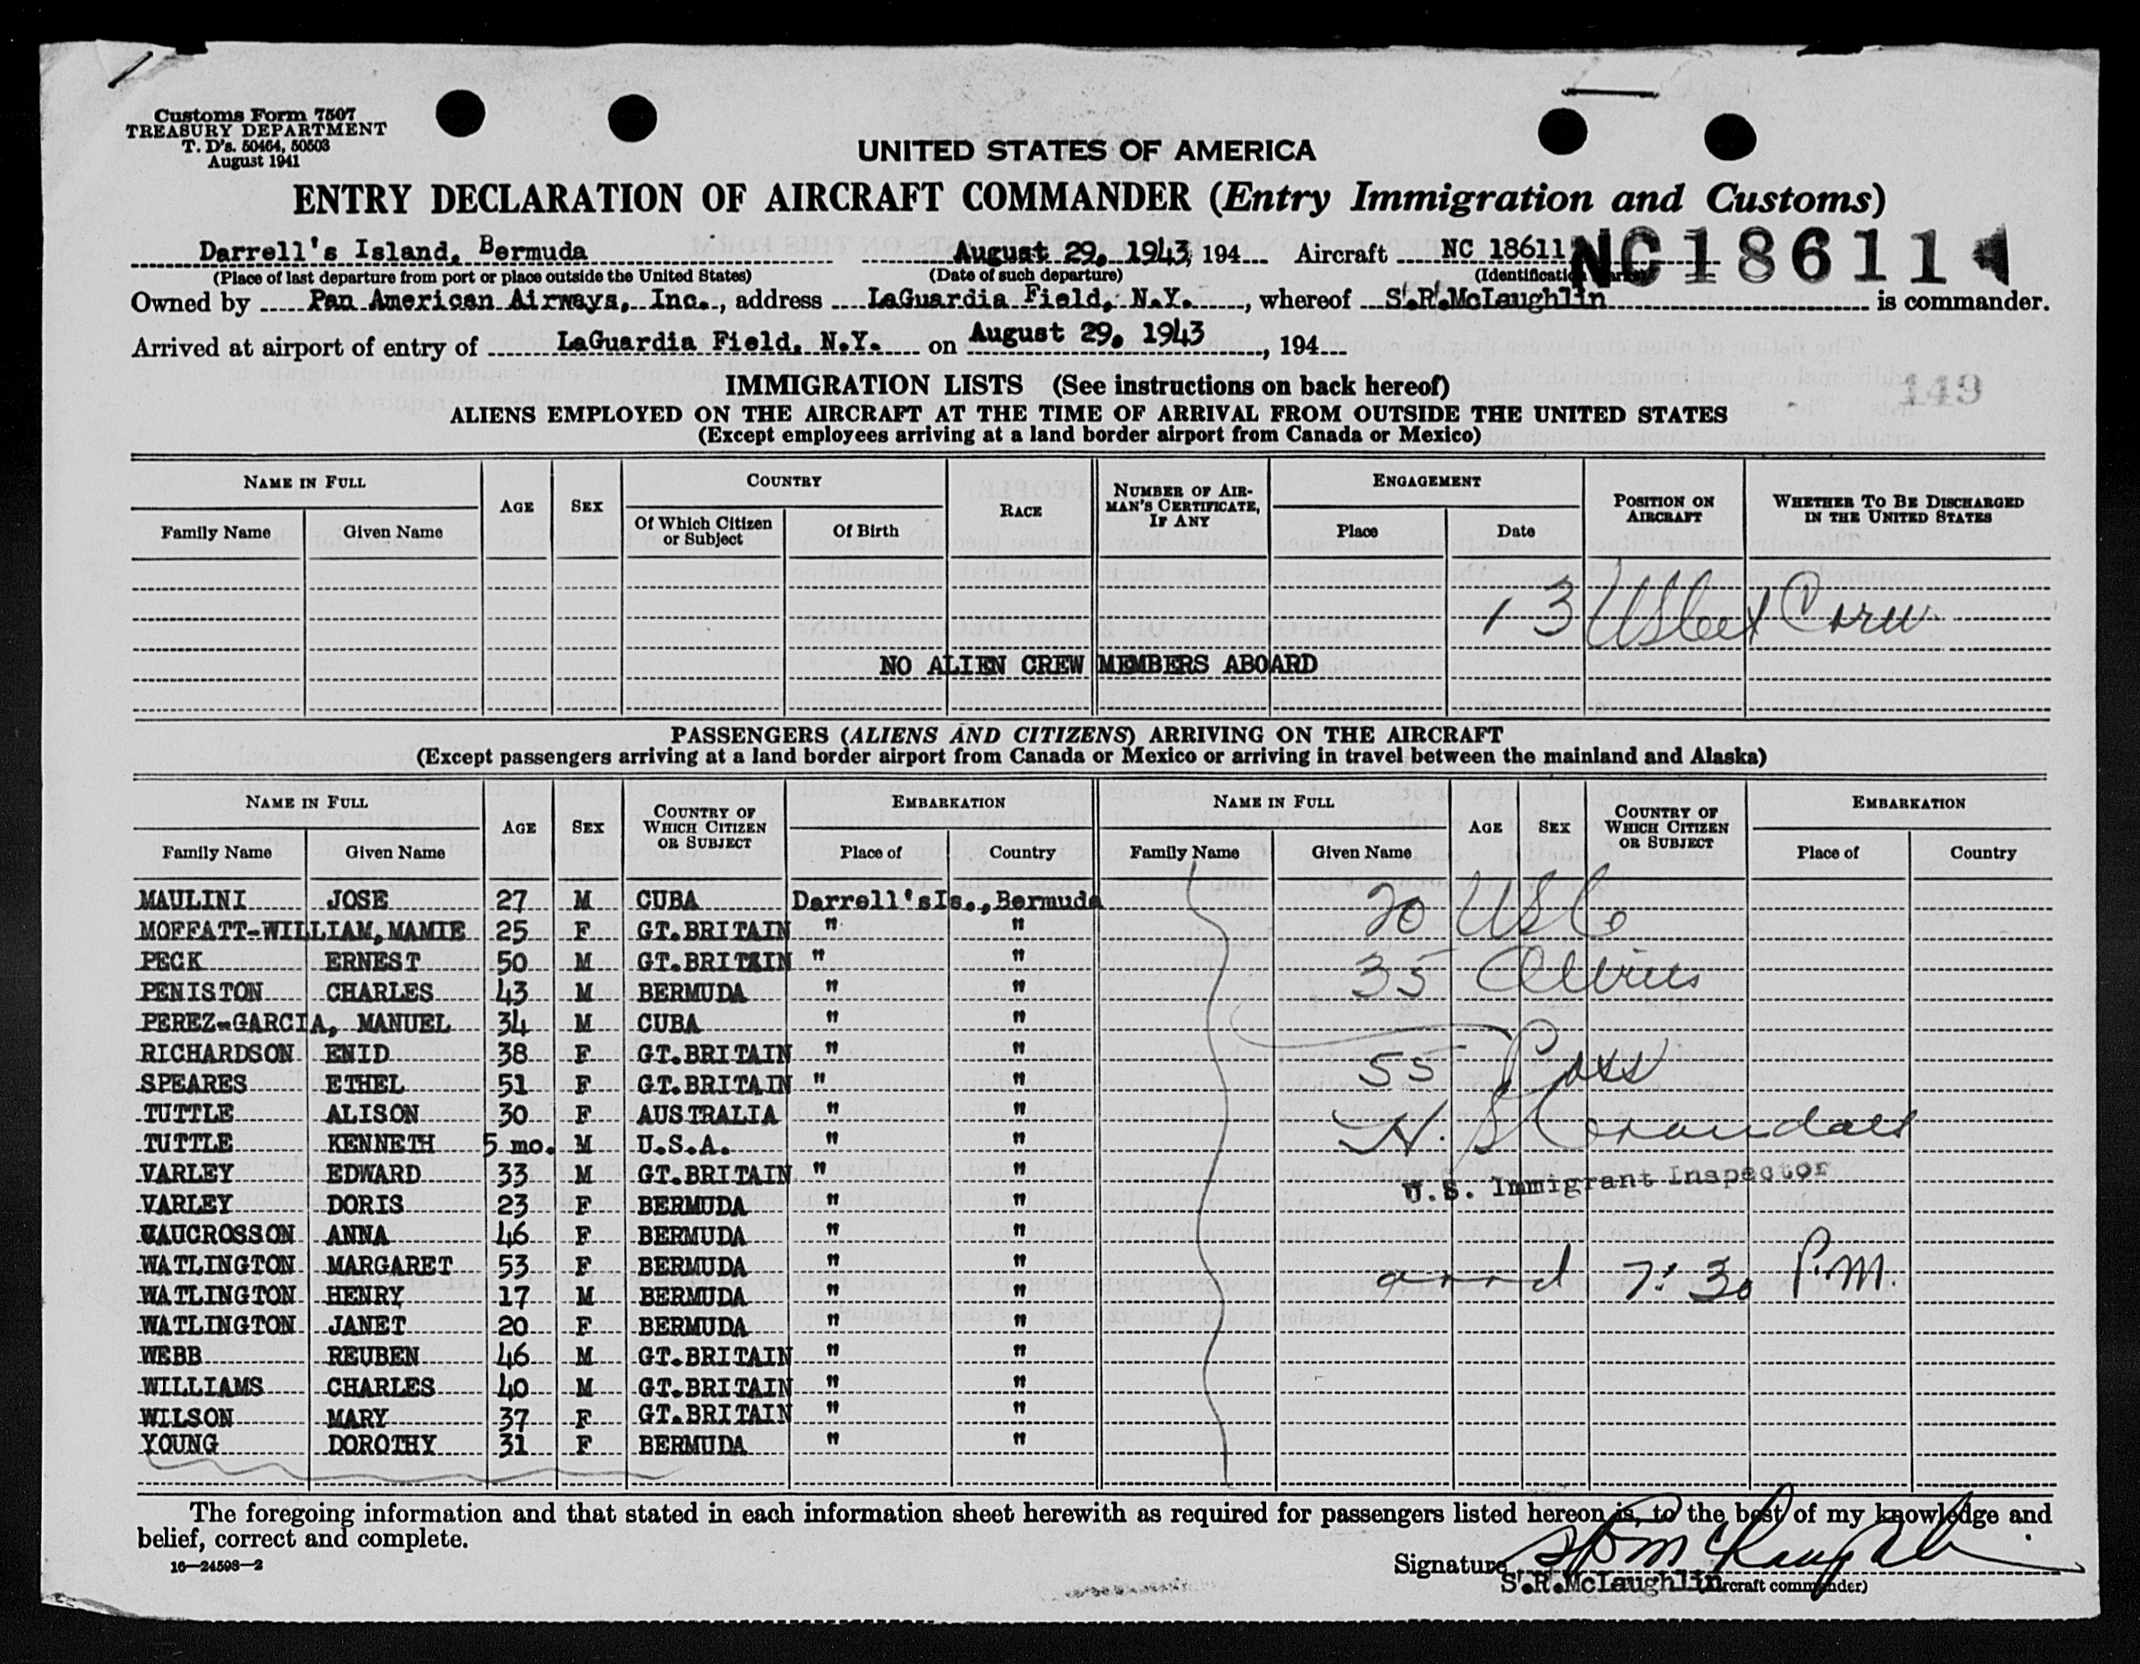 Customs Form 7507
TREASURY DEPARTMENT
T. D's. 50464, 50503
August 1941
UNITED STATES OF AMERICA
ENTRY DECLARATION OF AIRCRAFT COMMANDER (Entry Immigration and Customs)
Darrell's Island, Bermuda August 29, 1943, 194 Aircraft NC 18611 NC18611
(Place of last departure from port or place outside the United States) (Date of such departure)
Owned by Pan American Airways, Inc., address LaGuardia Field, N.Y., whereof S.R.McLaughlin is commander.
Arrived at airport of entry of LaGuardia Field, N.Y. on August 29, 1943, 194
IMMIGRATION LISTS (See instructions on back hereof)
149
ALIENS EMPLOYED ON THE AIRCRAFT AT THE TIME OF ARRIVAL FROM OUTSIDE THE UNITED STATES
(Except employees arriving at a land border airport from Canada or Mexico)
NAME IN FULL AGE SEX COUNTRY RACE NUMBER OF AIRMAN'S CERTIFICATE, IF ANY ENGAGEMENT POSITION ON AIRCRAFT WHETHER TO BE DISCHARGED IN THE UNITED STATES
Family Name Given Name Of Which Citizen or Subject Of Birth Place Date
13 USCit Crew
NO ALIEN CREW MEMBERS ABOARD
PASSENGERS (ALIENS AND CITIZENS) ARRIVING ON THE AIRCRAFT
(Except passengers arriving at a land border airport from Canada or Mexico or arriving in travel between the mainland and Alaska)
NAME IN FULL AGE SEX COUNTRY OF WHICH CITIZEN OR SUBJECT EMBARKATION NAME IN FULL AGE SEX COUNTRY OF WHICH CITIZEN OR SUBJECT EMBARKATION
Family Name Given Name Place of Country Family Name Given Name Place of Country
MAULINI JOSE 27 M CUBA Darrell'sIs.,Bermuda 20 USC
MOFFATT-WILLIAM, MAMIE 25 F GT.BRITAIN " "
PECK ERNEST 50 M GT.BRITAIN " " 35 Aliens
PENISTON CHARLES 43 M BERMUDA " "
PEREZ-GARCIA, MANUEL 34 M CUBA " "
RICHARDSON ENID 38 F GT.BRITAIN " " 55 Pass
SPEARES ETHEL 51 F GT.BRITAIN " "
TUTTLE ALISON 30 F AUSTRALIA " "
TUTTLE KENNETH 5 mo. M U.S.A. " "
VARLEY EDWARD 33 M GT.BRITAIN " " U.S. Immigrant Inspector
VARLEY DORIS 23 F BERMUDA " "
VAUCROSSON ANNA 46 F BERMUDA " "
WATLINGTON MARGARET 53 F BERMUDA " " arrd 7:30 P.M.
WATLINGTON HENRY 17 M BERMUDA " "
WATLINGTON JANET 20 F BERMUDA " "
WEBB REUBEN 46 M GT.BRITAIN " "
WILLIAMS CHARLES 40 M GT.BRITAIN " "
WILSON MARY 37 F GT.BRITAIN " "
YOUNG DOROTHY 31 F BERMUDA " "
The foregoing information and that stated in each information sheet herewith as required for passengers listed hereon is, to the best of my knowledge and
belief, correct and complete.
16—24598-2
Signature SR McLaughlin
S.R.McLaughlin (Aircraft commander)